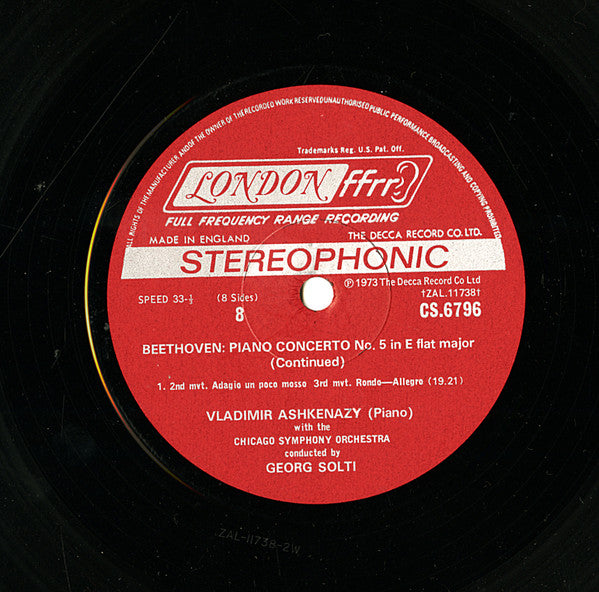 ALL RIGHTS OF THE MANUFACTURER AND OF THE OWNER OF THE RECORDED WORK RESERVED UNAUTHORISED PUBLIC PERFORMANCE BROADCASTING AND COPYING PROHIBITED
Trademarks Reg. U.S. Pat. Off.
LONDON ffrr
FULL FREQUENCY RANGE RECORDING
MADE IN ENGLAND THE DECCA RECORD CO. LTD.
STEREOPHONIC
℗ 1973 The Decca Record Co Ltd
SPEED 33-⅓ (8 Sides) †ZAL.11738†
8 CS.6796
BEETHOVEN: PIANO CONCERTO No. 5 in E flat major
(Continued)
1. 2nd mvt. Adagio un poco mosso 3rd mvt. Rondo—Allegro (19.21)
VLADIMIR ASHKENAZY (Piano)
with the
CHICAGO SYMPHONY ORCHESTRA
conducted by
GEORG SOLTI
ZAL-11738-2W